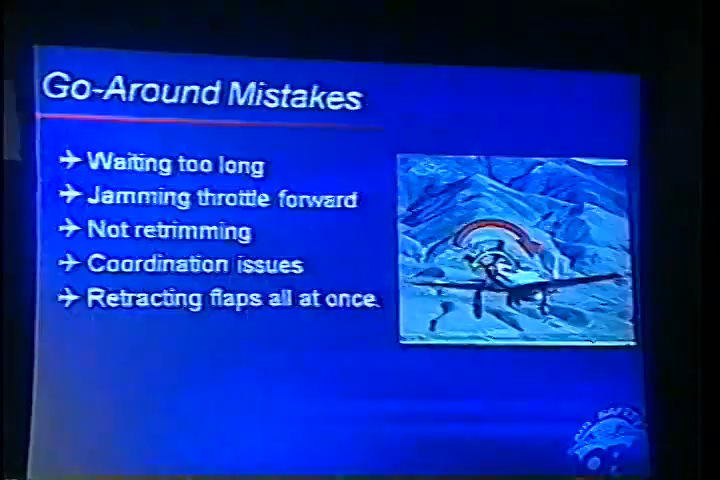 Go-Around Mistakes
Waiting too long
Jamming throttle forward
Not retrimming
Coordination issues
Retracting flaps all at once.